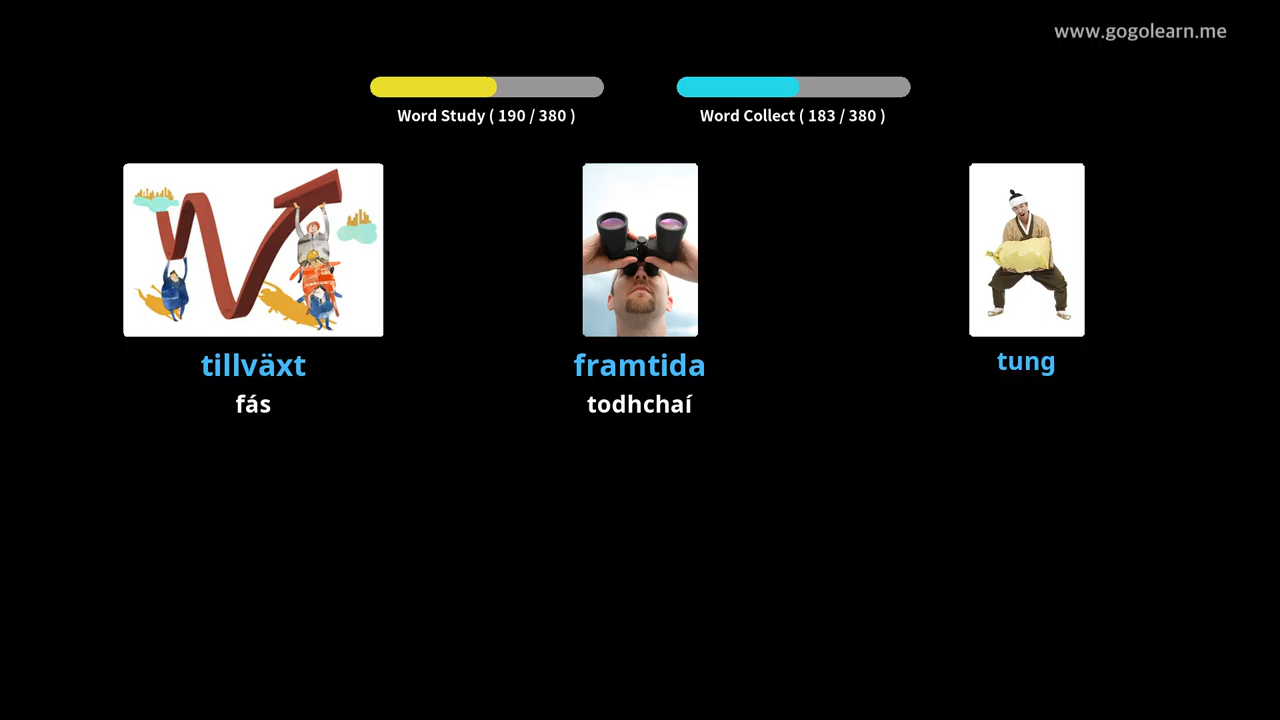 www.gogolearn.me
Word Study ( 190 / 380 )
Word Collect ( 183 / 380 )
tillväxt
fás
framtida
todhchaí
tung